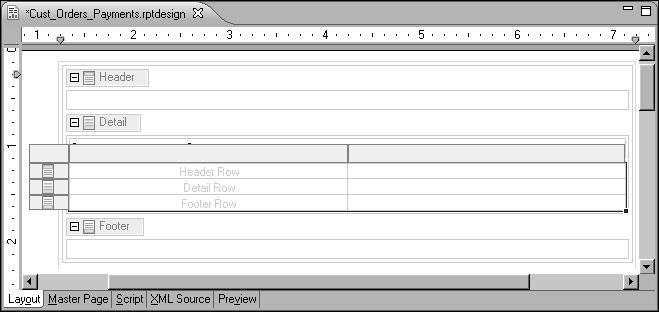 *Cust_Orders_Payments.rptdesign
1 2 3 4 5 6 7
Header
Detail
1
Header Row
Detail Row
Footer Row
Footer
2
Layout Master Page Script XML Source Preview